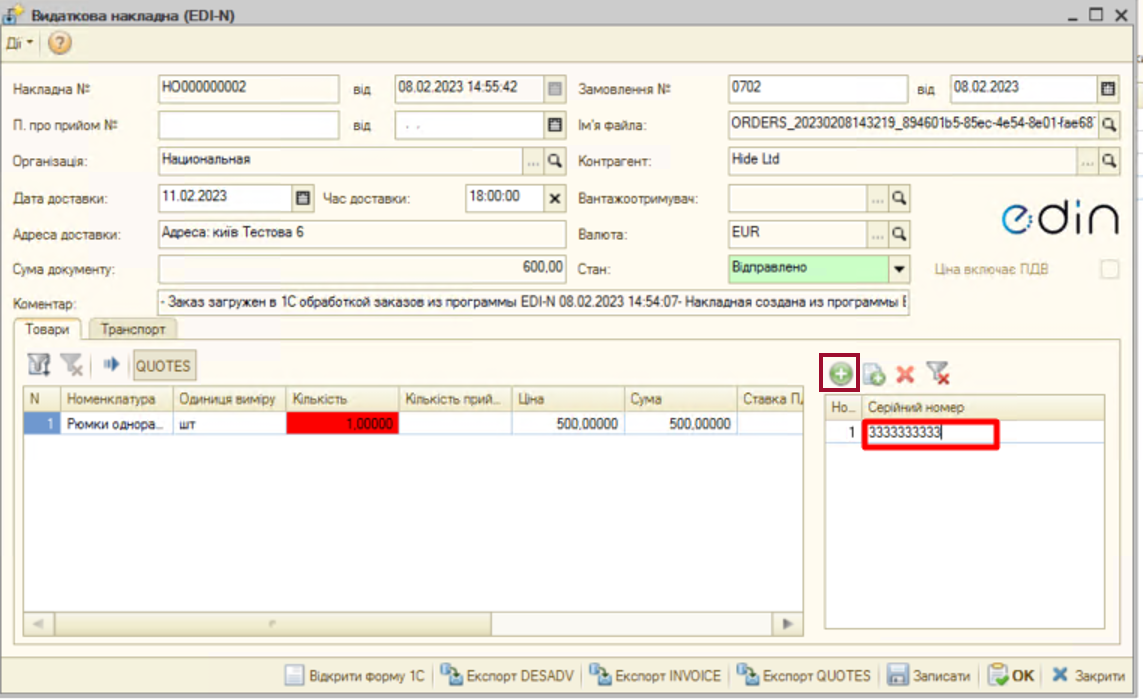 Видаткова накладна (EDI-N)
Дії
Накладна № НО000000002 від 08.02.2023 14:55:42 Замовлення № 0702 від 08.02.2023
П. про прийом № від . . Ім'я файла: ORDERS_20230208143219_894601b5-85ec-4e54-8e01-fae68
Організація: Национальная ... Контрагент: Hide Ltd ...
Дата доставки: 11.02.2023 Час доставки: 18:00:00 Вантажоотримувач: ...
edin
Адреса доставки: Адреса: київ Тестова 6 Валюта: EUR ...
Сума документу: 600,00 Стан: Відправлено Ціна включає ПДВ
Коментар: - Заказ загружен в 1С обработкой заказов из программы EDI-N 08.02.2023 14:54:07- Накладная создана из программы E
Товари Транспорт
QUOTES
N Номенклатура Одиниця виміру Кількість Кількість прий... Ціна Сума Ставка ПД
1 Рюмки однора... шт 1,00000 500,00000 500,00000
Но... Серійний номер
1 3333333333
Відкрити форму 1С Експорт DESADV Експорт INVOICE Експорт QUOTES Записати OK Закрити